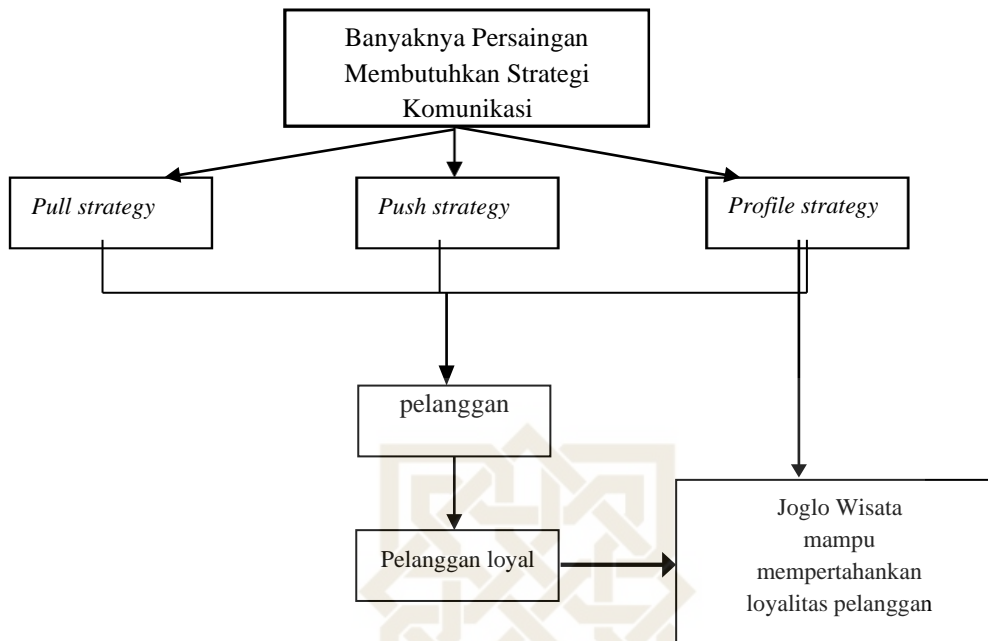 Banyaknya Persaingan
Membutuhkan Strategi
Komunikasi
Pull strategy
Push strategy
Profile strategy
pelanggan
Pelanggan loyal
Joglo Wisata
mampu
mempertahankan
loyalitas pelanggan